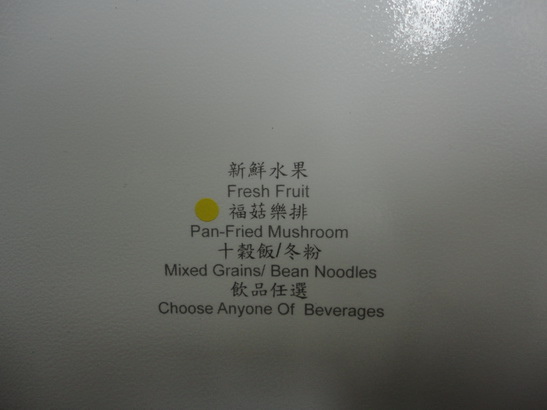 新鮮水果
Fresh Fruit
福菇樂排
Pan-Fried Mushroom
十穀飯/冬粉
Mixed Grains/ Bean Noodles
飲品任選
Choose Anyone Of Beverages